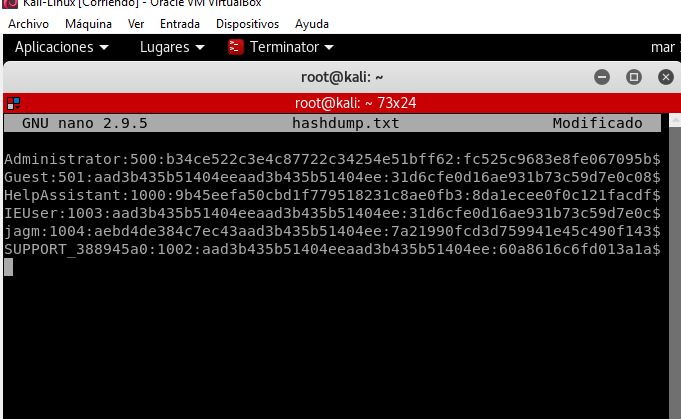 Kali-Linux [Corriendo] - Oracle VM VirtualBox
Archivo Máquina Ver Entrada Dispositivos Ayuda
Aplicaciones Lugares Terminator mar
root@kali: ~
root@kali: ~ 73x24
GNU nano 2.9.5 hashdump.txt Modificado
Administrator:500:b34ce522c3e4c87722c34254e51bff62:fc525c9683e8fe067095b$
Guest:501:aad3b435b51404eeaad3b435b51404ee:31d6cfe0d16ae931b73c59d7e0c08$
HelpAssistant:1000:9b45eefa50cbd1f779518231c8ae0fb3:8da1ecee0f0c121facdf$
IEUser:1003:aad3b435b51404eeaad3b435b51404ee:31d6cfe0d16ae931b73c59d7e0c$
jagm:1004:aebd4de384c7ec43aad3b435b51404ee:7a21990fcd3d759941e45c490f143$
SUPPORT_388945a0:1002:aad3b435b51404eeaad3b435b51404ee:60a8616c6fd013a1a$